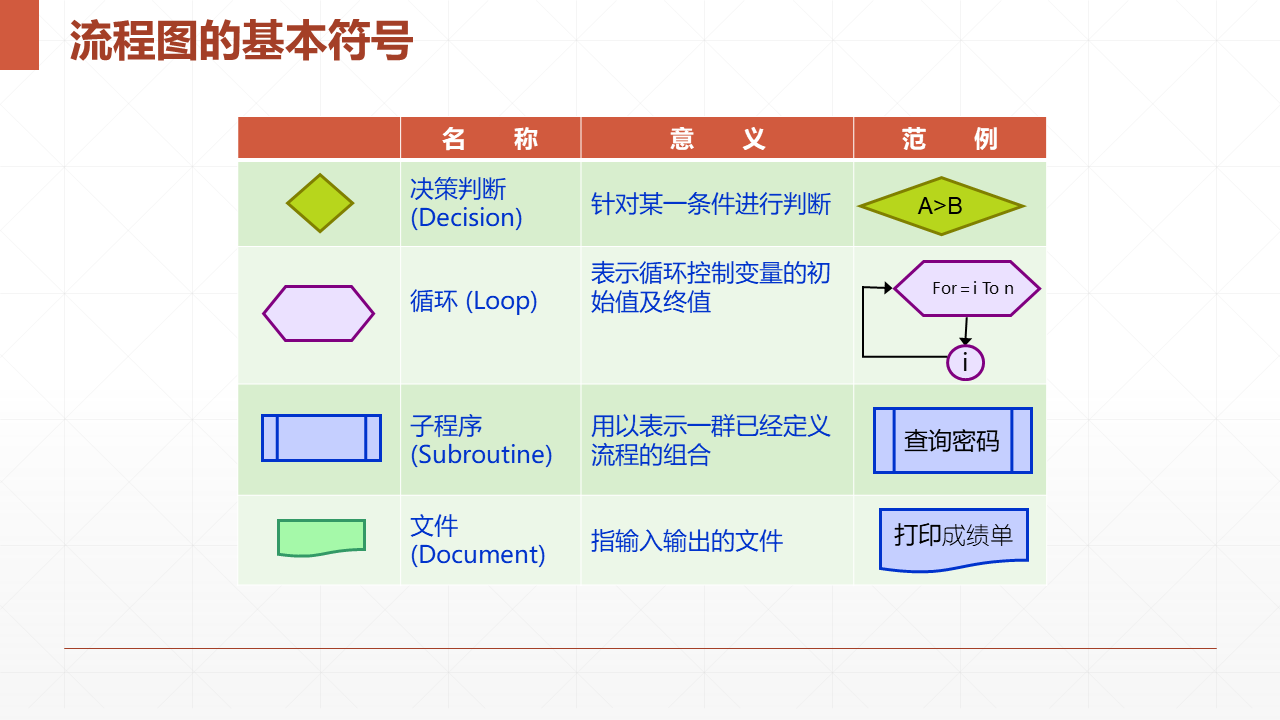 流程图的基本符号
名 称 意 义 范 例
决策判断
(Decision)
针对某一条件进行判断
A>B
循环 (Loop)
表示循环控制变量的初
始值及终值
For = i To n
i
子程序
(Subroutine)
用以表示一群已经定义
流程的组合
查询密码
文件
(Document)
指输入输出的文件
打印成绩单